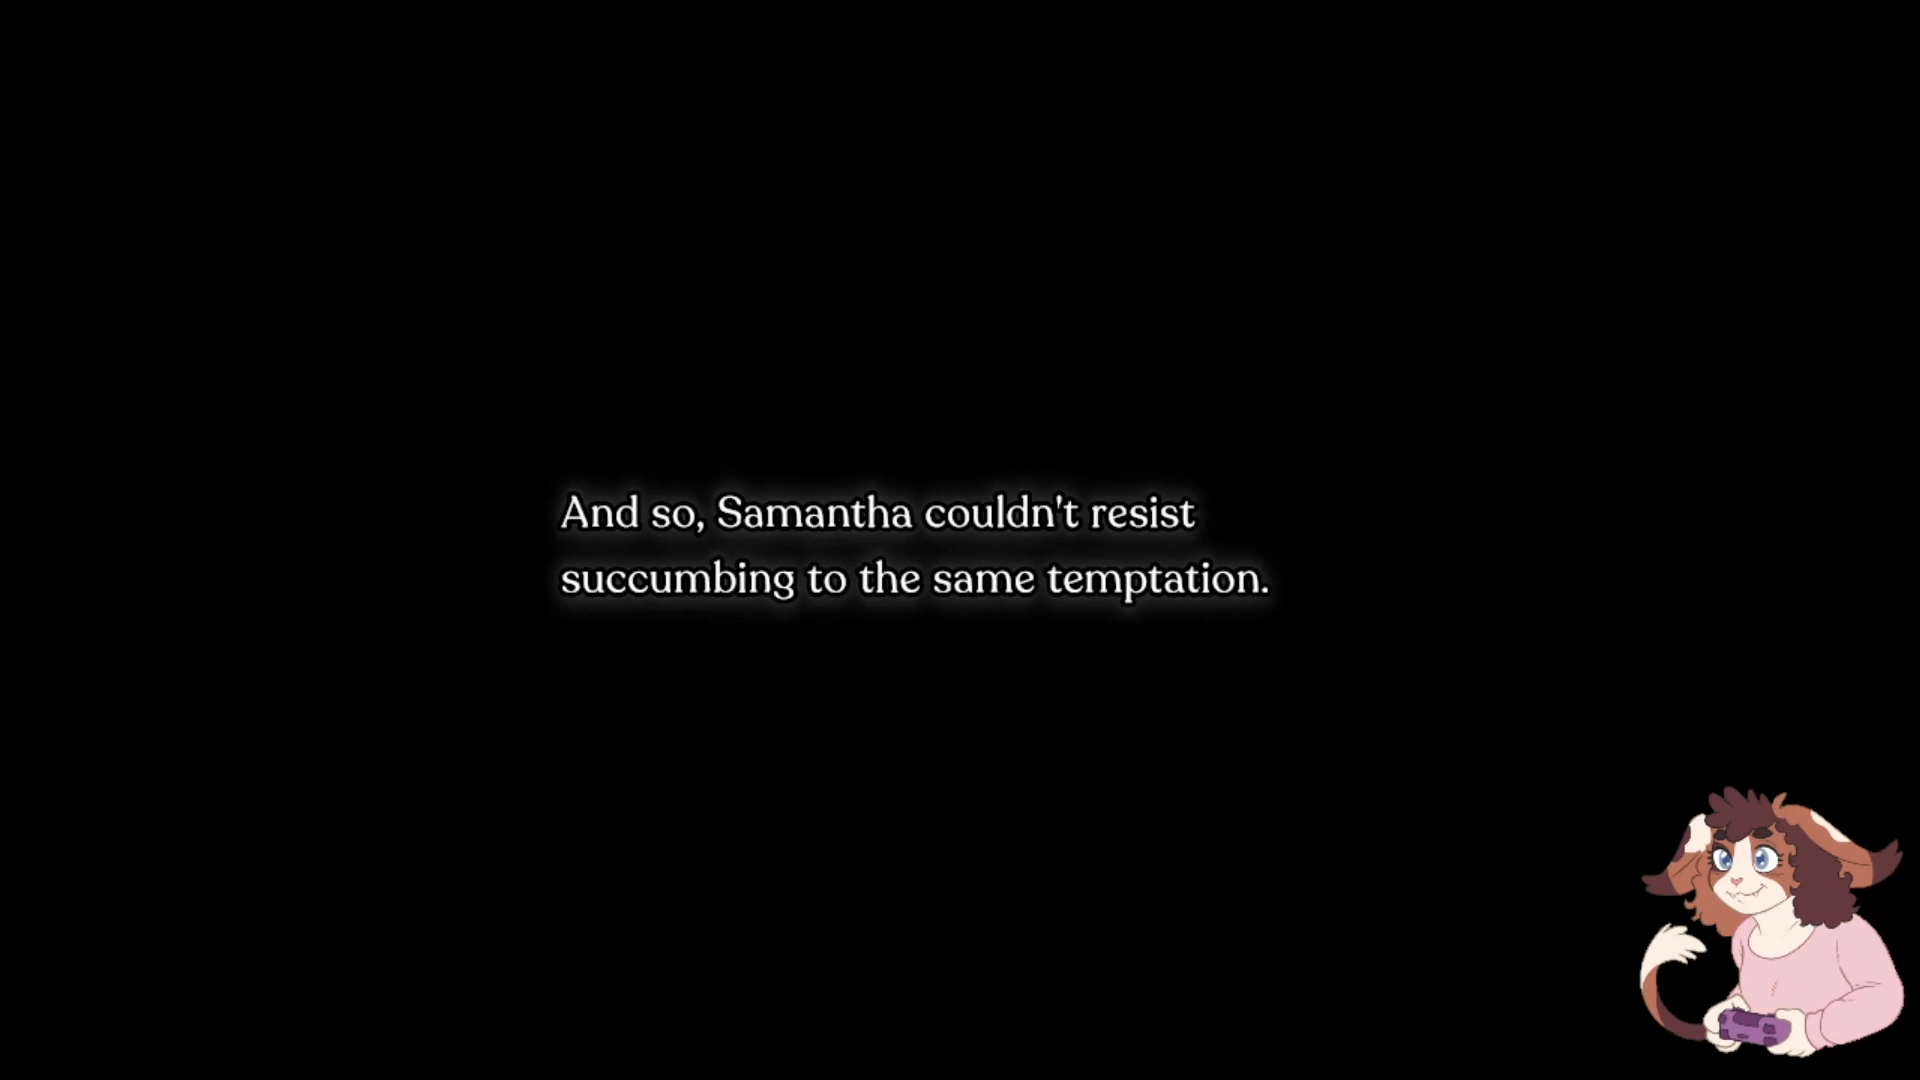 And so, Samantha couldn't resist
succumbing to the same temptation.